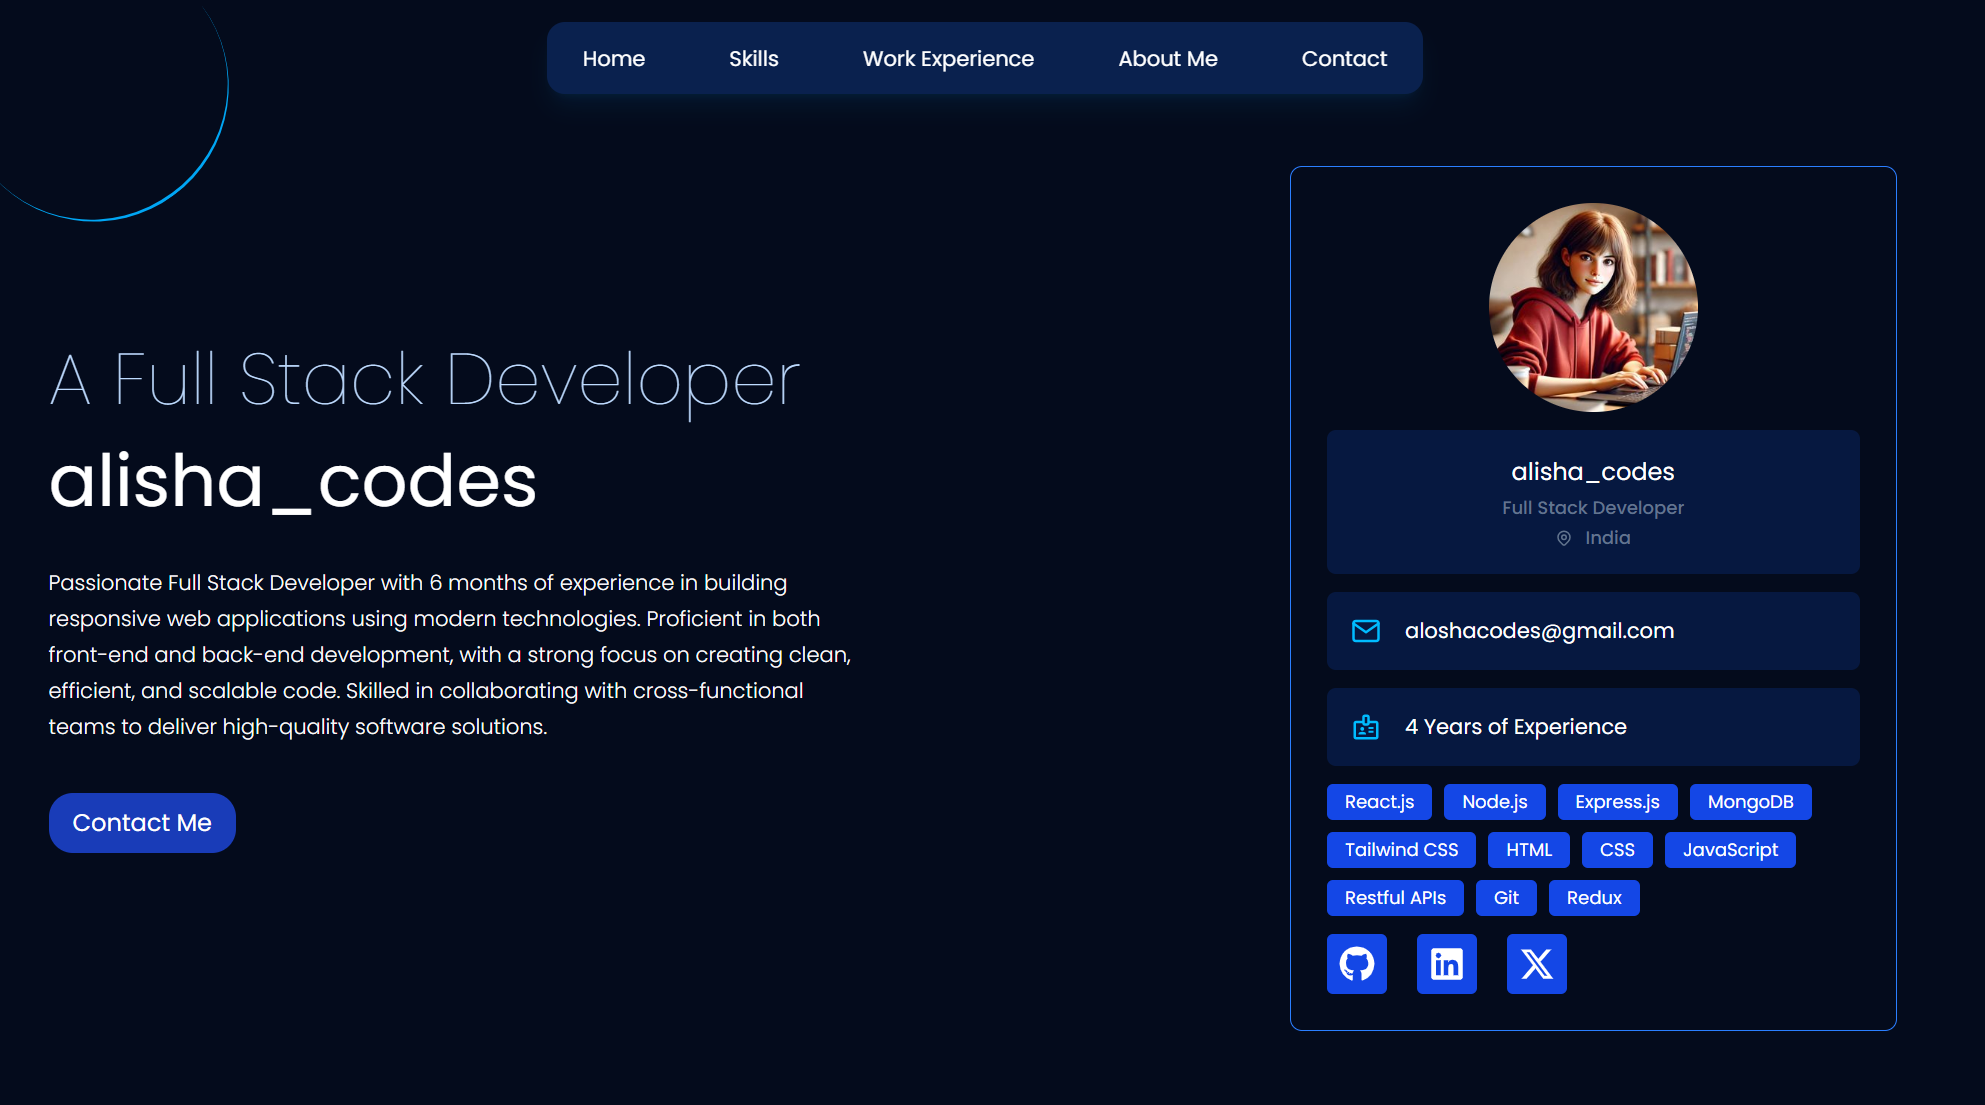 Home Skills Work Experience About Me Contact
A Full Stack Developer
alisha_codes
Passionate Full Stack Developer with 6 months of experience in building
responsive web applications using modern technologies. Proficient in both
front-end and back-end development, with a strong focus on creating clean,
efficient, and scalable code. Skilled in collaborating with cross-functional
teams to deliver high-quality software solutions.
Contact Me
alisha_codes
Full Stack Developer
India
aloshacodes@gmail.com
4 Years of Experience
React.js Node.js Express.js MongoDB
Tailwind CSS HTML CSS JavaScript
Restful APIs Git Redux